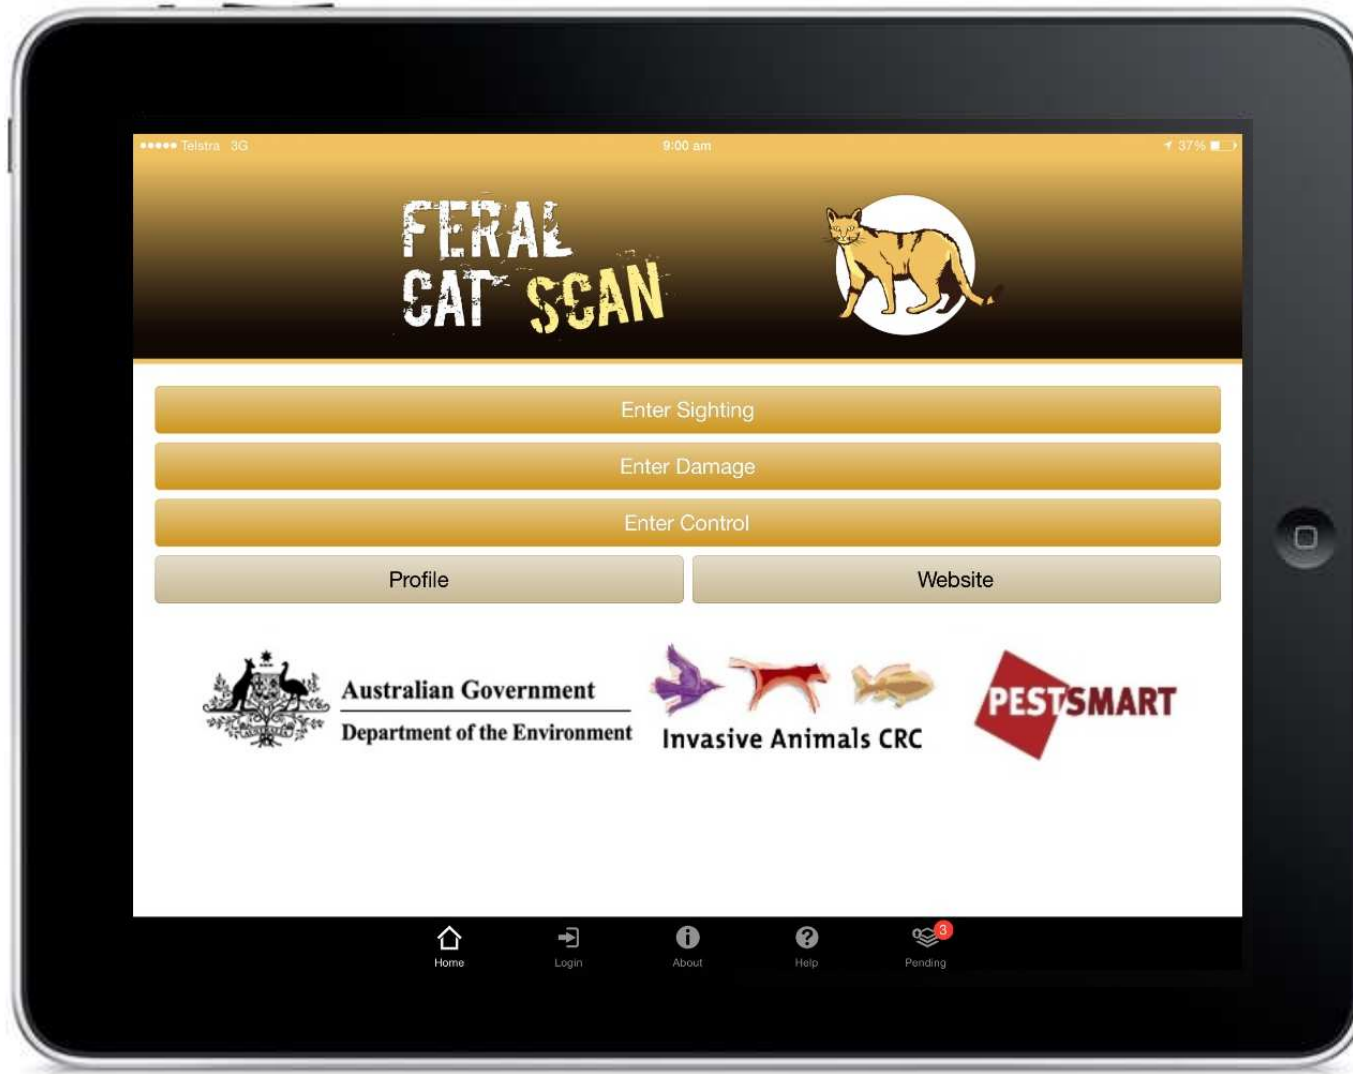 Telstra 3G 9:00 am 37%
FERAL
CAT SCAN
Enter Sighting
Enter Damage
Enter Control
Profile Website
Australian Government
Department of the Environment
AUSTRALIA
Invasive Animals CRC
PESTSMART
3
Home Login About Help Pending